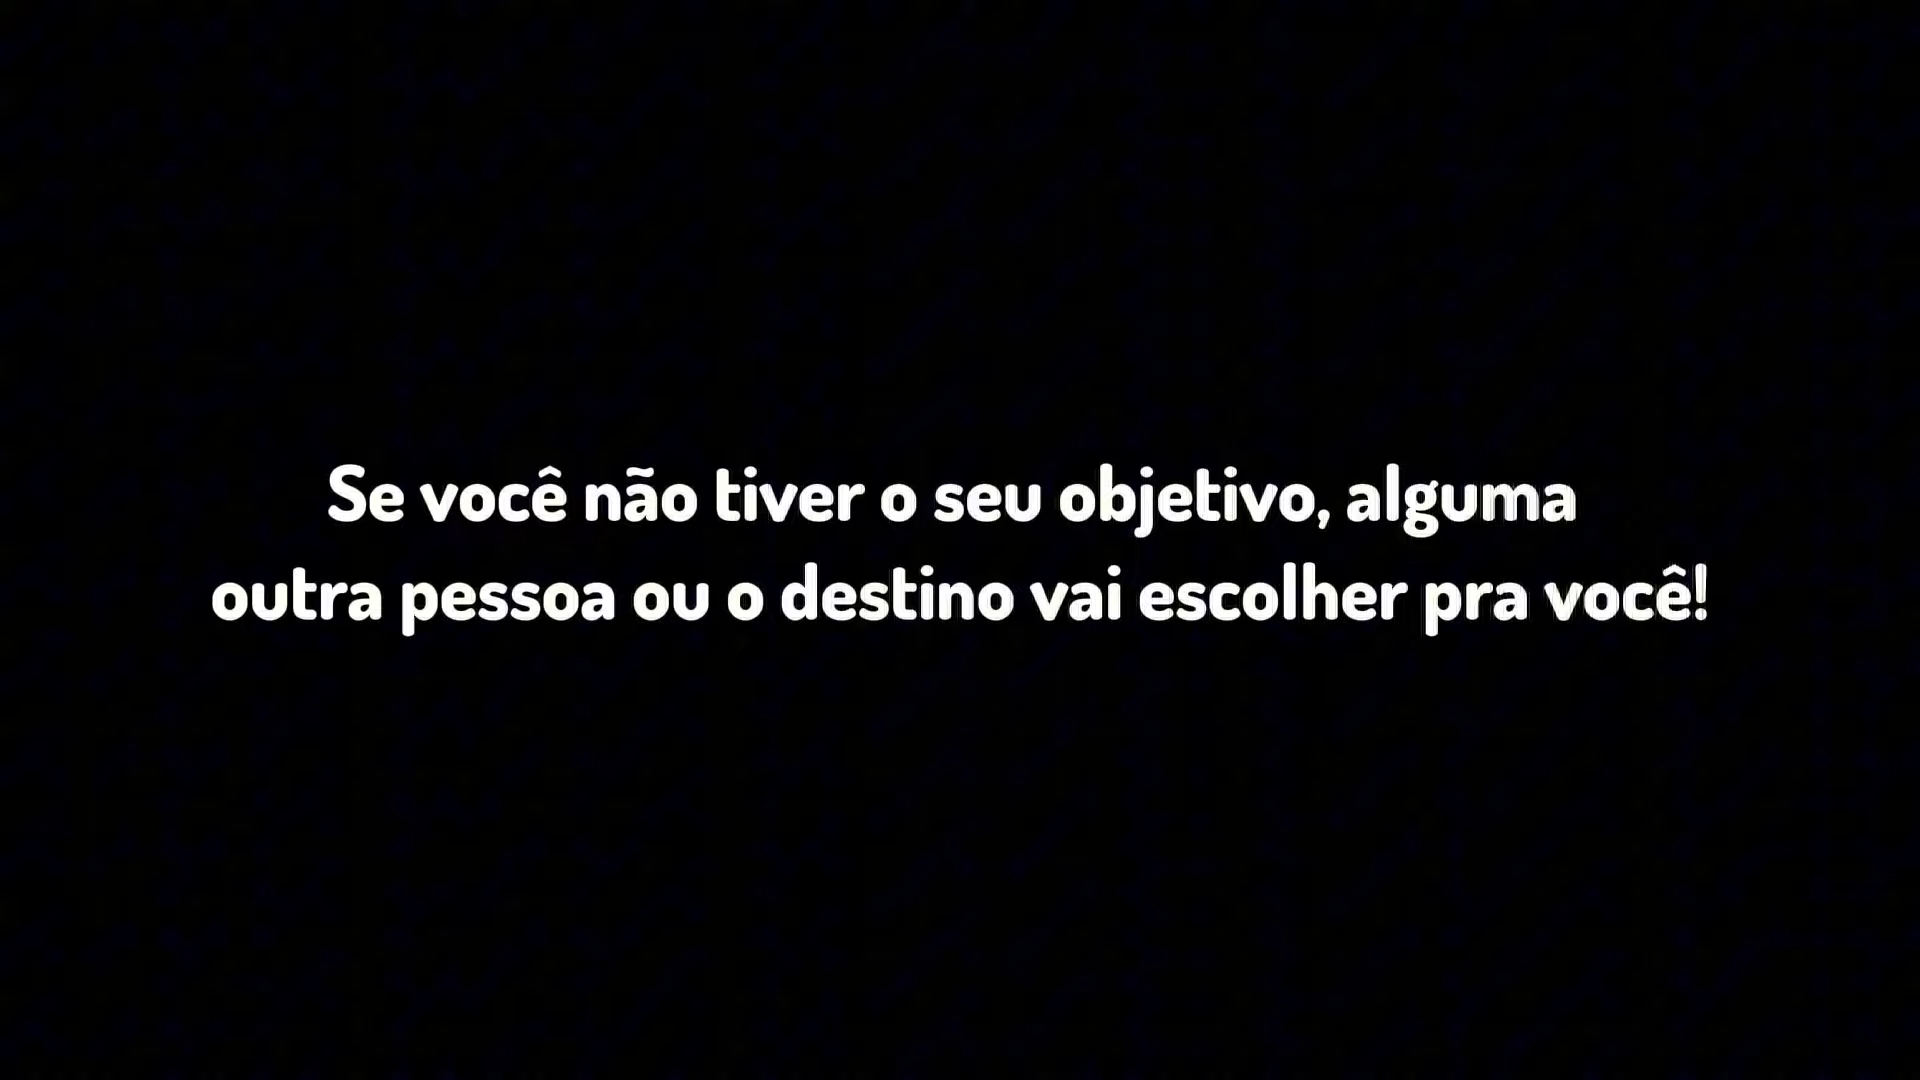 Se você não tiver o seu objetivo, alguma
outra pessoa ou o destino vai escolher pra você!